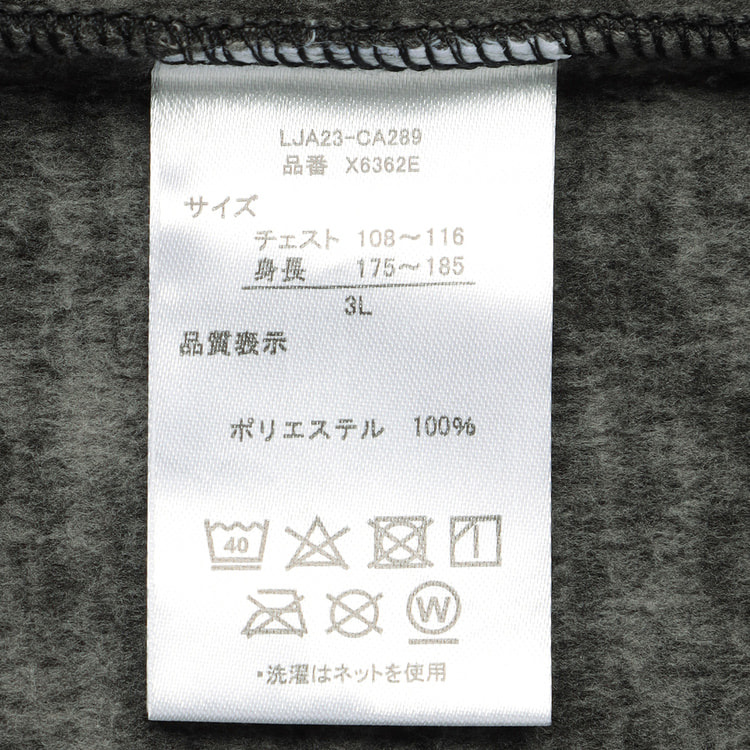 LJA23-CA289
品番 X6362E
サイズ
チェスト 108〜116
身長 175〜185
3L
品質表示
ポリエステル 100%
40
W
・洗濯はネットを使用